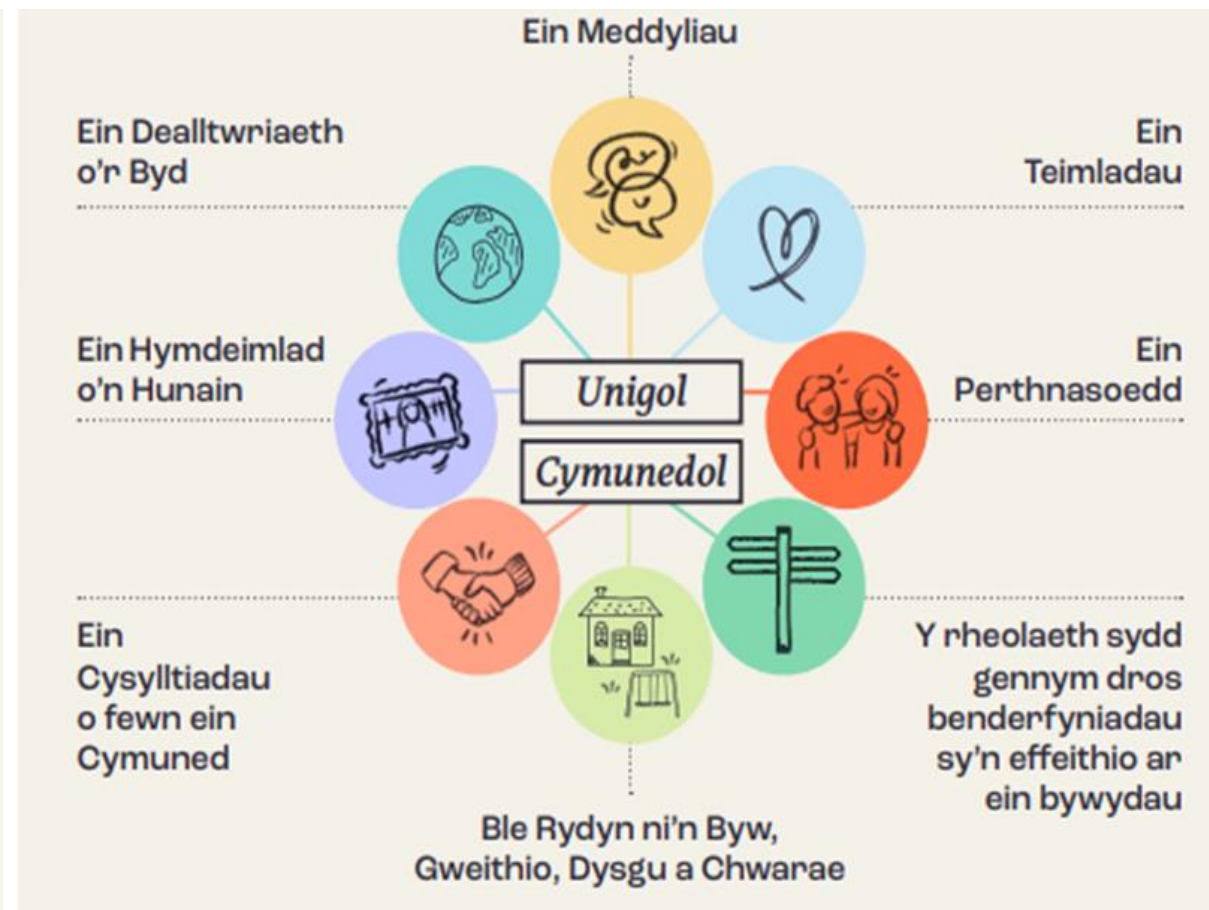 Ein Meddyliau
Ein Dealltwriaeth
o'r Byd
Ein
Teimladau
Ein Hymdeimlad
o'n Hunain
Unigol
Ein
Perthnasoedd
Cymunedol
Ein
Cysylltiadau
o fewn ein
Cymuned
Y rheolaeth sydd
gennym dros
benderfyniadau
sy'n effeithio ar
ein bywydau
Ble Rydyn ni'n Byw,
Gweithio, Dysgu a Chwarae